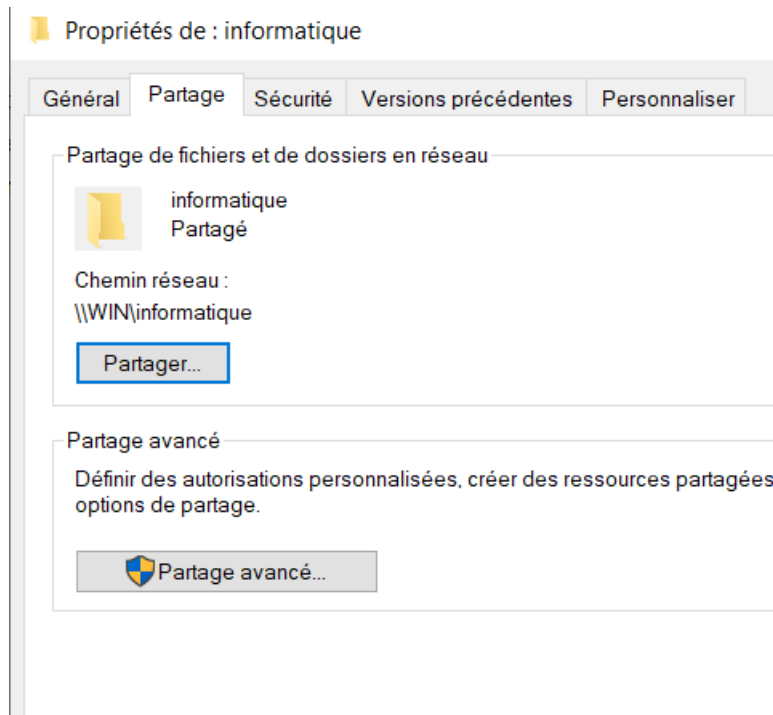 Propriétés de : informatique
Général Partage Sécurité Versions précédentes Personnaliser
Partage de fichiers et de dossiers en réseau
informatique
Partagé
Chemin réseau :
\\WIN\informatique
Partager...
Partage avancé
Définir des autorisations personnalisées, créer des ressources partagées
options de partage.
Partage avancé...